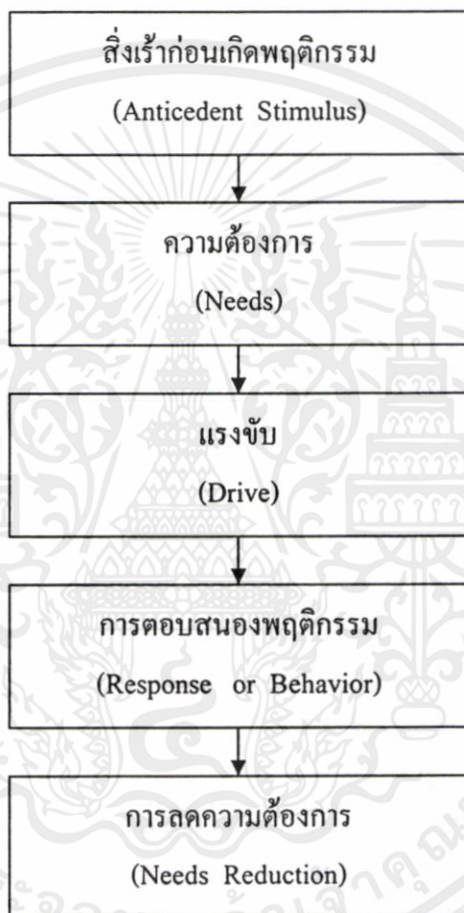 สิ่งเร้าก่อนเกิดพฤติกรรม
(Anticedent Stimulus)
ความต้องการ
(Needs)
แรงขับ
(Drive)
การตอบสนองพฤติกรรม
(Response or Behavior)
การลดความต้องการ
(Needs Reduction)